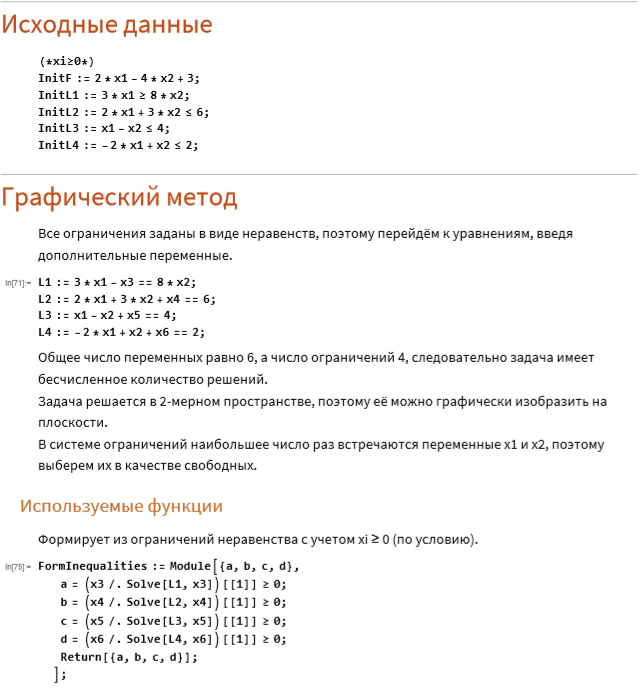 Исходные данные
(*xi≥0*)
InitF := 2 * x1 - 4 * x2 + 3;
InitL1 := 3 * x1 ≥ 8 * x2;
InitL2 := 2 * x1 + 3 * x2 ≤ 6;
InitL3 := x1 - x2 ≤ 4;
InitL4 := -2 * x1 + x2 ≤ 2;
Графический метод
Все ограничения заданы в виде неравенств, поэтому перейдём к уравнениям, введя
дополнительные переменные.
In[71]:= L1 := 3 * x1 - x3 == 8 * x2;
L2 := 2 * x1 + 3 * x2 + x4 == 6;
L3 := x1 - x2 + x5 == 4;
L4 := -2 * x1 + x2 + x6 == 2;
Общее число переменных равно 6, а число ограничений 4, следовательно задача имеет
бесчисленное количество решений.
Задача решается в 2-мерном пространстве, поэтому её можно графически изобразить на
плоскости.
В системе ограничений наибольшее число раз встречаются переменные x1 и x2, поэтому
выберем их в качестве свободных.
Используемые функции
Формирует из ограничений неравенства с учетом xi ≥ 0 (по условию).
In[75]:= FormInequalities := Module[{a, b, c, d},
a = (x3 /. Solve[L1, x3])[[1]] ≥ 0;
b = (x4 /. Solve[L2, x4])[[1]] ≥ 0;
c = (x5 /. Solve[L3, x5])[[1]] ≥ 0;
d = (x6 /. Solve[L4, x6])[[1]] ≥ 0;
Return[{a, b, c, d}];
];